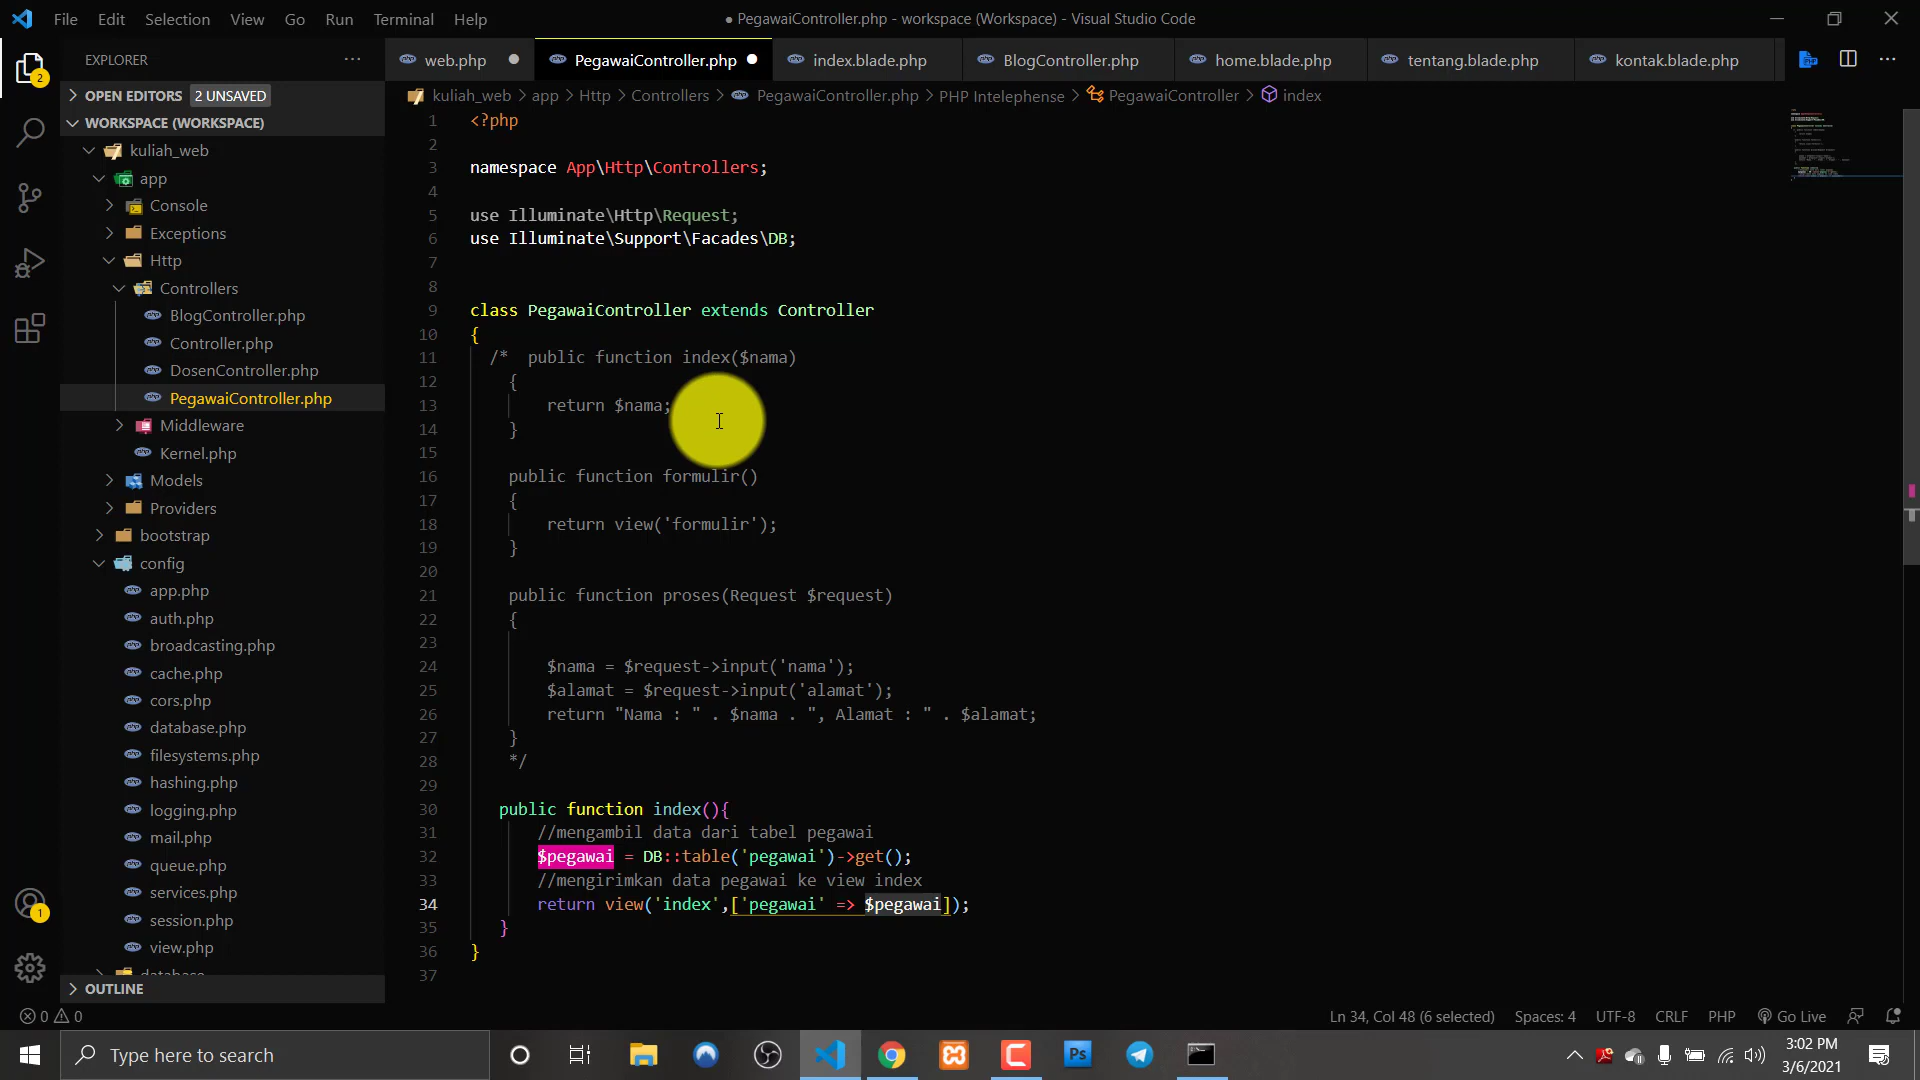 File Edit Selection View Go Run Terminal Help
● PegawaiController.php - workspace (Workspace) - Visual Studio Code
EXPLORER
web.php
PegawaiController.php
index.blade.php
BlogController.php
home.blade.php
tentang.blade.php
kontak.blade.php
kuliah_web > app > Http > Controllers > PegawaiController.php > PHP Intelephense > PegawaiController > index
2
OPEN EDITORS 2 UNSAVED
WORKSPACE (WORKSPACE)
kuliah_web
app
Console
Exceptions
Http
Controllers
BlogController.php
Controller.php
DosenController.php
PegawaiController.php
Middleware
Kernel.php
Models
Providers
bootstrap
config
app.php
auth.php
broadcasting.php
cache.php
cors.php
database.php
filesystems.php
hashing.php
logging.php
mail.php
queue.php
services.php
session.php
view.php
database
OUTLINE
1
1 <?php
2
3 namespace App\Http\Controllers;
4
5 use Illuminate\Http\Request;
6 use Illuminate\Support\Facades\DB;
7
8
9 class PegawaiController extends Controller
10 {
11 /* public function index($nama)
12 {
13 return $nama;
14 }
15
16 public function formulir()
17 {
18 return view('formulir');
19 }
20
21 public function proses(Request $request)
22 {
23
24 $nama = $request->input('nama');
25 $alamat = $request->input('alamat');
26 return "Nama : " . $nama . ", Alamat : " . $alamat;
27 }
28 */
29
30 public function index(){
31 //mengambil data dari tabel pegawai
32 $pegawai = DB::table('pegawai')->get();
33 //mengirimkan data pegawai ke view index
34 return view('index',['pegawai' => $pegawai]);
35 }
36 }
37
0 0
Ln 34, Col 48 (6 selected) Spaces: 4 UTF-8 CRLF PHP Go Live
Type here to search
Ps
3:02 PM
3/6/2021